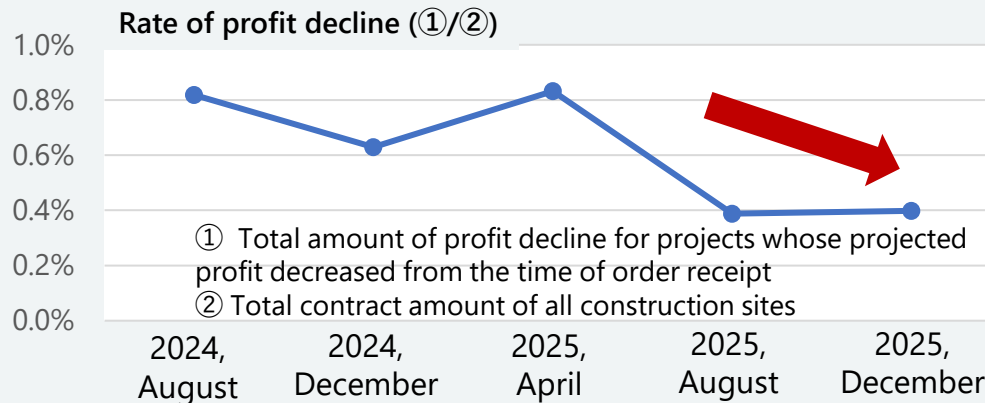 Rate of profit decline (①/②)
1.0%
0.8%
0.6%
0.4%
0.2%
0.0%
① Total amount of profit decline for projects whose projected
profit decreased from the time of order receipt
② Total contract amount of all construction sites
2024,
August
2024,
December
2025,
April
2025,
August
2025,
December